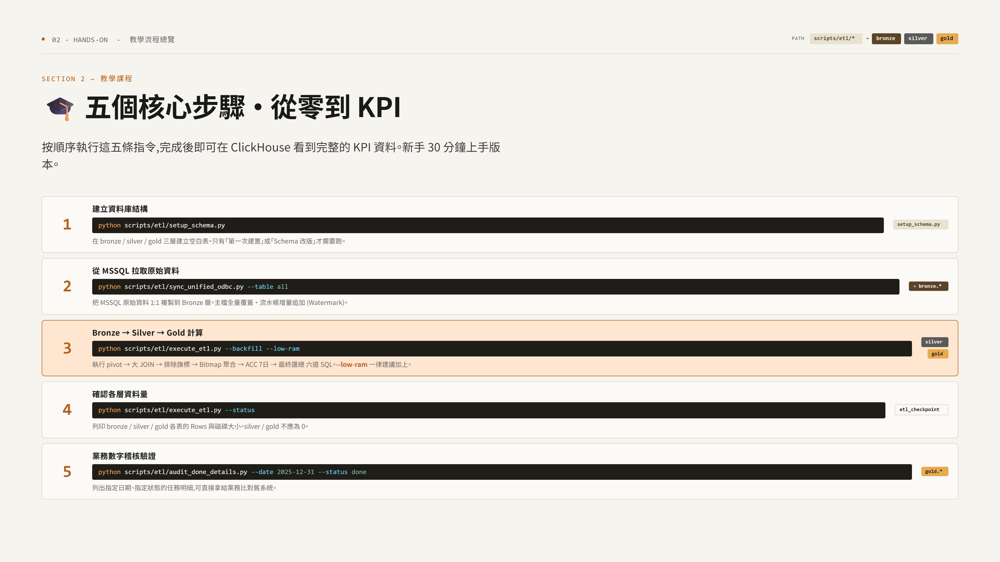 02 · HANDS-ON · 教學流程總覽
PATH scripts/etl/* → bronze silver gold
SECTION 2 — 教學課程
🎓 五個核心步驟・從零到 KPI
按順序執行這五條指令,完成後即可在 ClickHouse 看到完整的 KPI 資料。新手 30 分鐘上手版
本。
1
建立資料庫結構
python scripts/etl/setup_schema.py
setup_schema.py
在 bronze / silver / gold 三層建立空白表。只有「第一次建置」或「Schema 改版」才需要跑。
2
從 MSSQL 拉取原始資料
python scripts/etl/sync_unified_odbc.py --table all
→ bronze.*
把 MSSQL 原始資料 1:1 複製到 Bronze 層。主檔全量覆蓋・流水帳增量追加 (Watermark)。
3
Bronze → Silver → Gold 計算
python scripts/etl/execute_etl.py --backfill --low-ram
silver
gold
執行 pivot → 大 JOIN → 排除旗標 → Bitmap 聚合 → ACC 7日 → 最終匯總 六道 SQL。--low-ram 一律建議加上。
4
確認各層資料量
python scripts/etl/execute_etl.py --status
etl_checkpoint
列印 bronze / silver / gold 各表的 Rows 與磁碟大小。silver / gold 不應為 0。
5
業務數字稽核驗證
python scripts/etl/audit_done_details.py --date 2025-12-31 --status done
gold.*
列出指定日期、指定狀態的任務明細,可直接拿給業務比對舊系統。